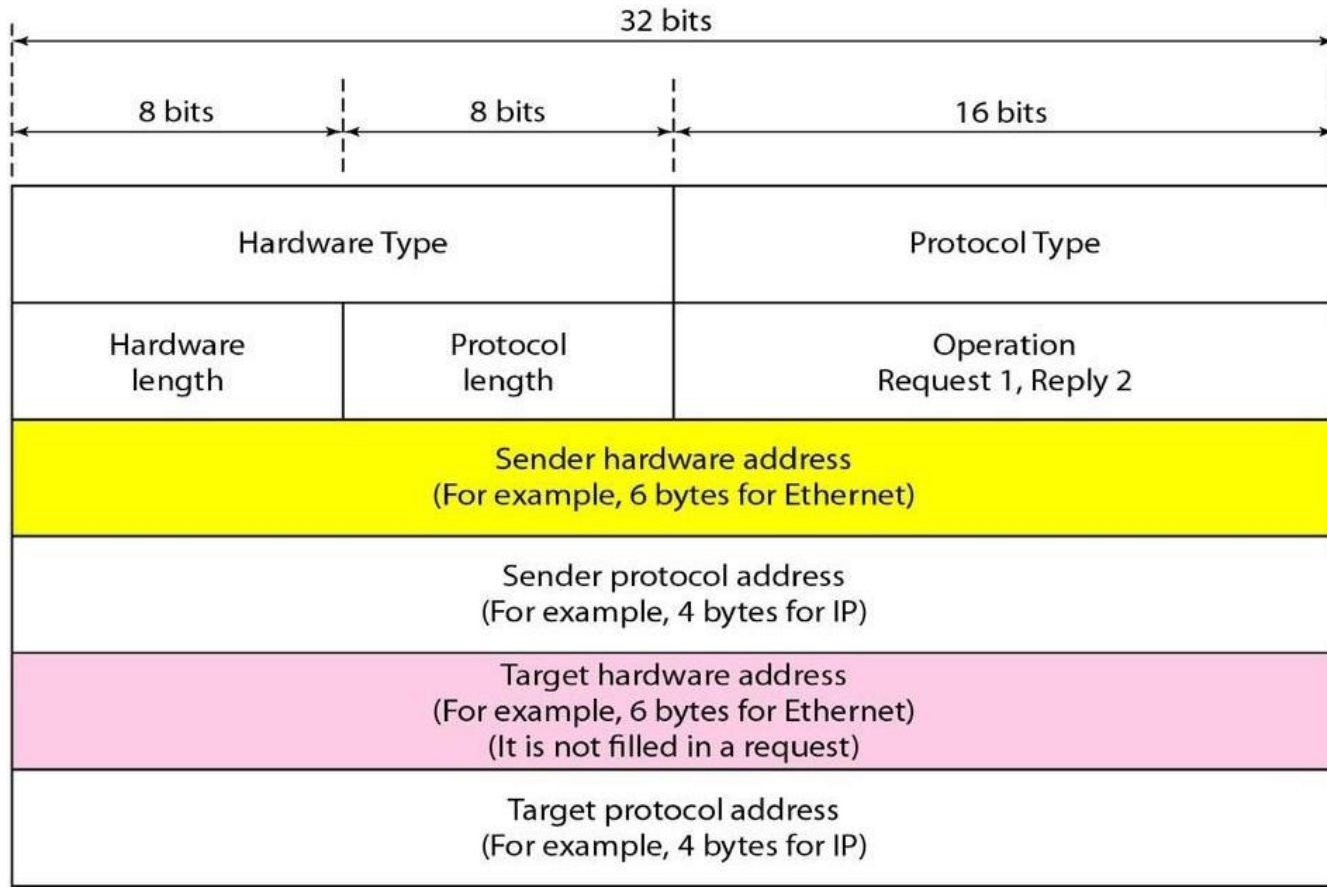 32 bits
8 bits
8 bits
16 bits
Hardware Type
Protocol Type
Hardware
length
Protocol
length
Operation
Request 1, Reply 2
Sender hardware address
(For example, 6 bytes for Ethernet)
Sender protocol address
(For example, 4 bytes for IP)
Target hardware address
(For example, 6 bytes for Ethernet)
(It is not filled in a request)
Target protocol address
(For example, 4 bytes for IP)